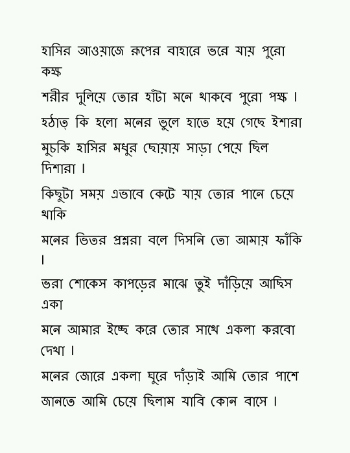 হাসির আওয়াজে রূপের বাহারে ভরে যায় পুরো
কক্ষ
শরীর দুলিয়ে তোর হাঁটা মনে থাকবে পুরো পক্ষ ।
হঠাত্ কি হলো মনের ভুলে হাতে হয়ে গেছে ইশারা
মুচকি হাসির মধুর ছোয়ায় সাড়া পেয়ে ছিল
দিশারা ।
কিছুটা সময় এভাবে কেটে যায় তোর পানে চেয়ে
থাকি
মনের ভিতর প্রশ্নরা বলে দিসনি তো আমায় ফাঁকি
।
ভরা শোকেস কাপড়ের মাঝে তুই দাঁড়িয়ে আছিস
একা
মনে আমার ইচ্ছে করে তোর সাথে একলা করবো
দেখা ।
মনের জোরে একলা ঘুরে দাঁড়াই আমি তোর পাশে
জানতে আমি চেয়ে ছিলাম যাবি কোন বাসে ।